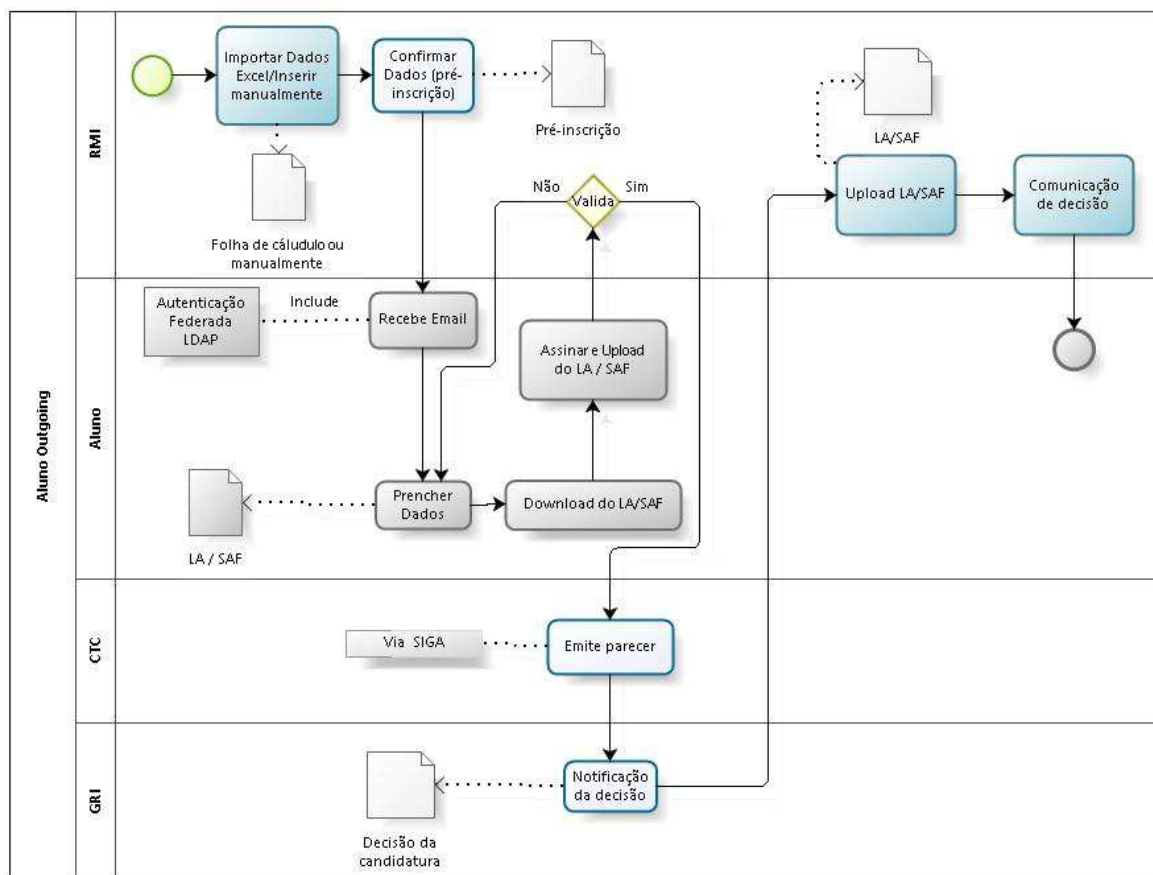 Aluno Outgoing
RMI
Importar Dados
Excel/Inserir
manualmente
Confirmar
Dados (pré-
inscrição)
Pré-inscrição
Folha de cáludulo ou
manualmente
Não
Valida
Sim
LA/SAF
Upload LA/SAF
Comunicação
de decisão
Aluno
Autenticação
Federada
LDAP
Include
Recebe Email
Assinar e Upload
do LA / SAF
Prencher
Dados
Download do LA/SAF
LA / SAF
CTC
Via SIGA
Emite parecer
GRI
Notificação
da decisão
Decisão da
candidatura